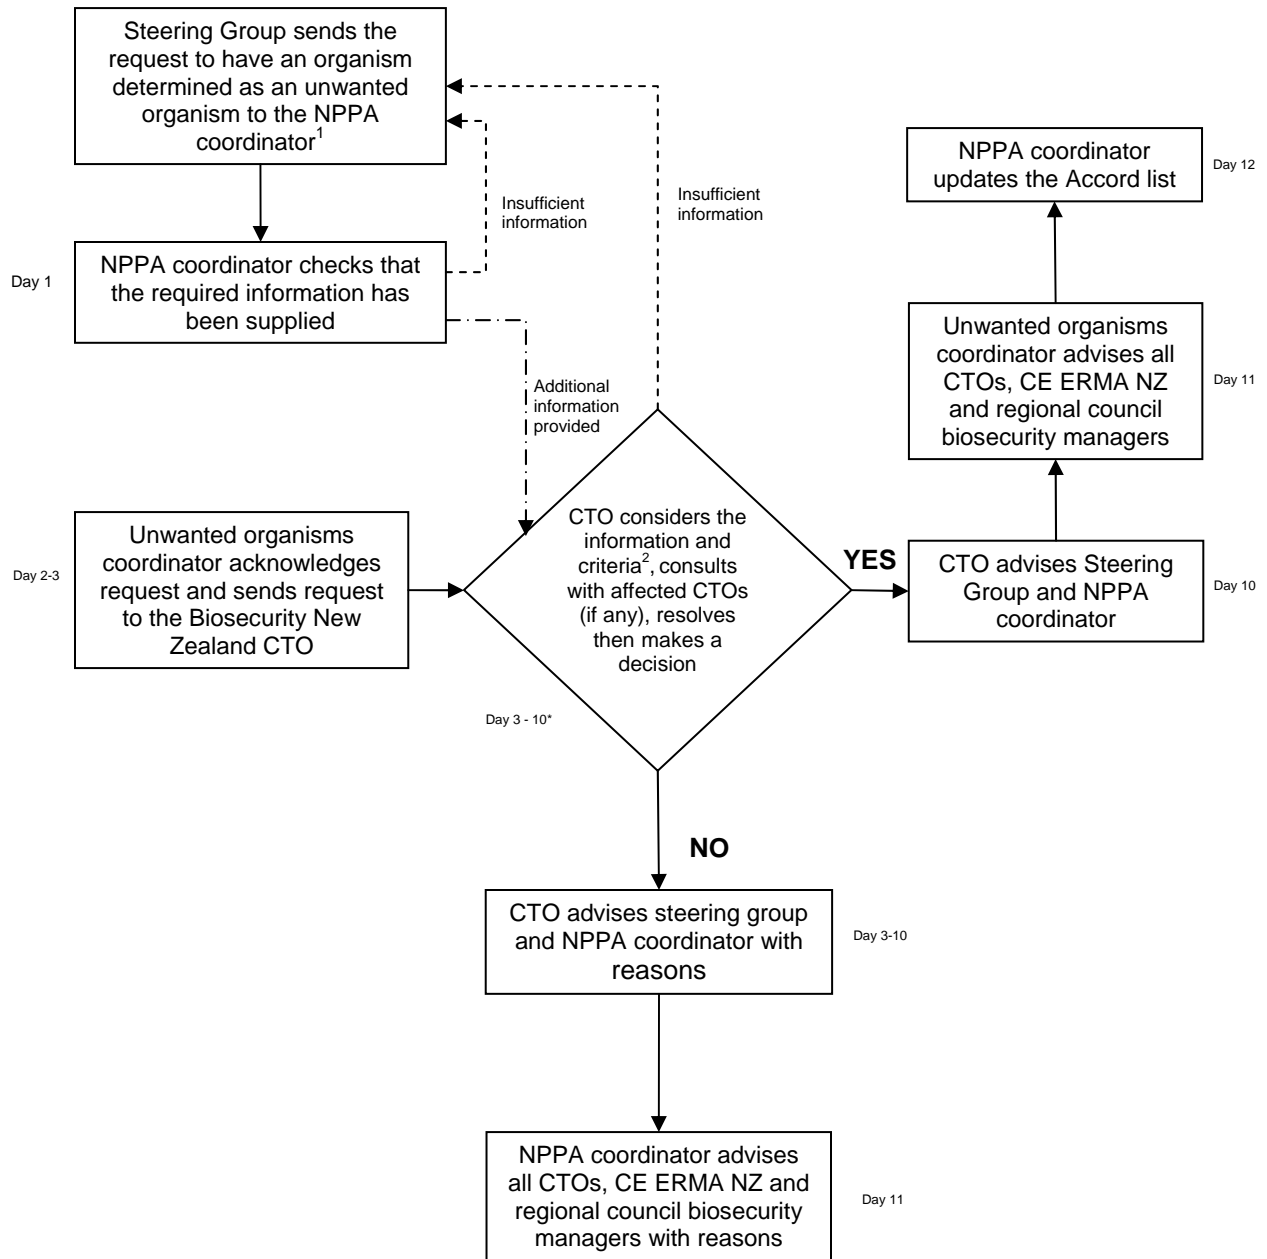 Steering Group sends the
request to have an organism
determined as an unwanted
organism to the NPPA
coordinator1
Insufficient
information
Insufficient
information
NPPA coordinator
updates the Accord list
Day 12
Day 1
NPPA coordinator checks that
the required information has
been supplied
Additional
information
provided
Unwanted organisms
coordinator advises all
CTOs, CE ERMA NZ
and regional council
biosecurity managers
Day 11
Day 2-3
Unwanted organisms
coordinator acknowledges
request and sends request
to the Biosecurity New
Zealand CTO
CTO considers the
information and
criteria2, consults
with affected CTOs
(if any), resolves
then makes a
decision
Day 3 - 10*
YES
CTO advises Steering
Group and NPPA
coordinator
Day 10
NO
CTO advises steering group
and NPPA coordinator with
reasons
Day 3-10
NPPA coordinator advises
all CTOs, CE ERMA NZ and
regional council biosecurity
managers with reasons
Day 11